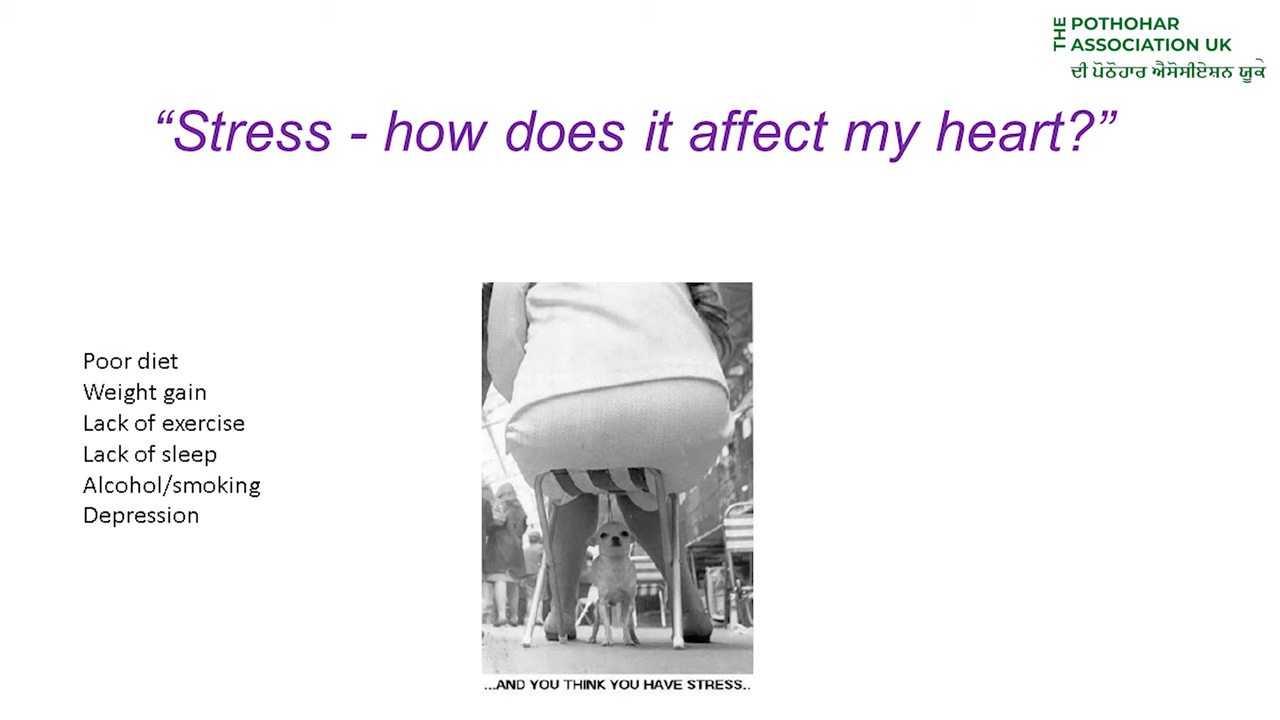 THE POTHOHAR
ASSOCIATION UK
ਦੀ ਪੋਠੋਹਾਰ ਐਸੋਸੀਏਸ਼ਨ ਯੂਕੇ
“Stress - how does it affect my heart?”
Poor diet
Weight gain
Lack of exercise
Lack of sleep
Alcohol/smoking
Depression
...AND YOU THINK YOU HAVE STRESS..